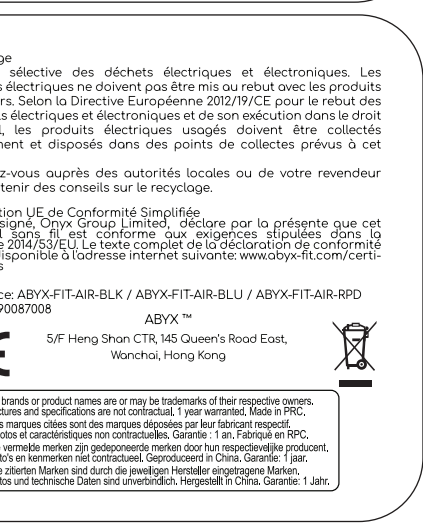 ge
sélective des déchets électriques et électroniques. Les
s électriques ne doivent pas être mis au rebut avec les produits
rs. Selon la Directive Européenne 2012/19/CE pour le rebut des
ls électriques et électroniques et de son exécution dans le droit
l, les produits électriques usagés doivent être collectés
ment et disposés dans des points de collectes prévus à cet
z-vous auprès des autorités locales ou de votre revendeur
tenir des conseils sur le recyclage.
tion UE de Conformité Simplifiée
signé, Onyx Group Limited, déclare par la présente que cet
l sans fil est conforme aux exigences stipulées dans la
e 2014/53/EU. Le texte complet de la déclaration de conformité
disponible à l'adresse internet suivante: www.abyx-fit.com/certi-
s
ce: ABYX-FIT-AIR-BLK / ABYX-FIT-AIR-BLU / ABYX-FIT-AIR-RPD
90087008
ABYX ™
5/F Heng Shan CTR, 145 Queen's Road East,
Wanchai, Hong Kong
brands or product names are or may be trademarks of their respective owners.
ctures and specifications are not contractual. 1 year warranted. Made in PRC.
s marques citées sont des marques déposées par leur fabricant respectif.
otos et caractéristiques non contractuelles. Garantie : 1 an. Fabriqué en RPC.
e vermelde merken zijn gedeponeerde merken door hun respectievelijke producent.
to's en kenmerken niet contractueel. Geproduceerd in China. Garantie: 1 jaar.
e zitierten Marken sind durch die jeweiligen Hersteller eingetragene Marken.
tos und technische Daten sind unverbindlich. Hergestellt in China. Garantie: 1 Jahr.